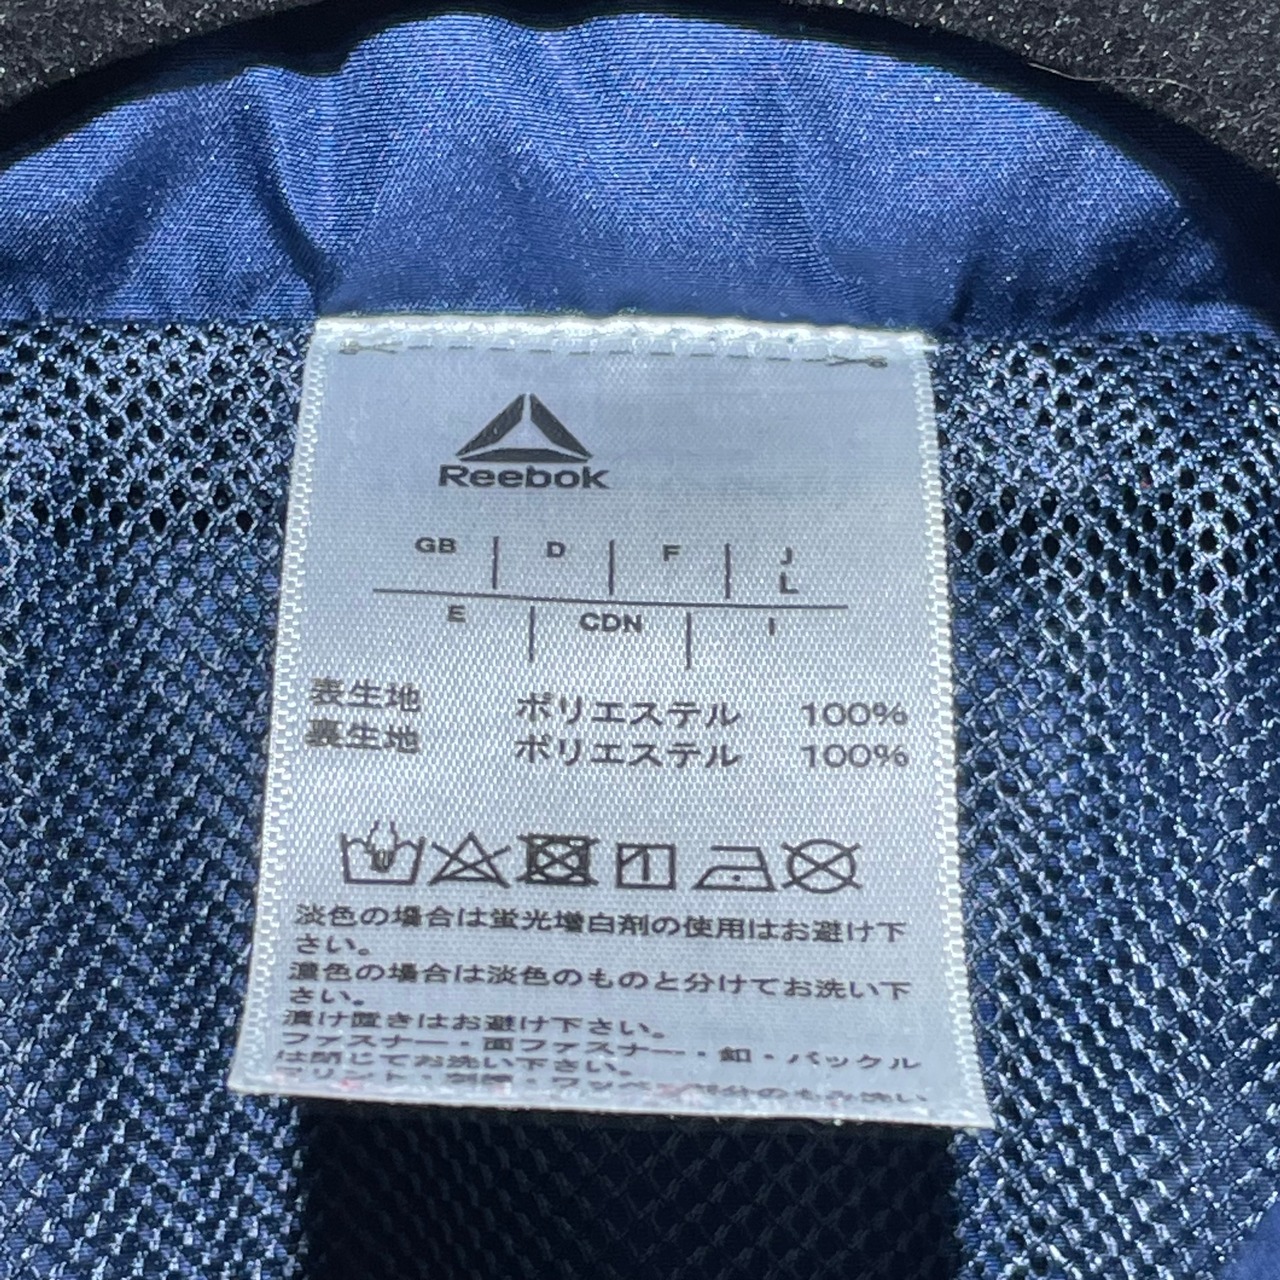 Reebok
GB D F J
L
E CDN I
表生地 ポリエステル 100%
裏生地 ポリエステル 100%
淡色の場合は蛍光増白剤の使用はお避け下
さい。
濃色の場合は淡色のものと分けてお洗い下
さい。
漬け置きはお避け下さい。
ファスナー・面ファスナー・釦・バックル
は閉じてお洗い下さい。